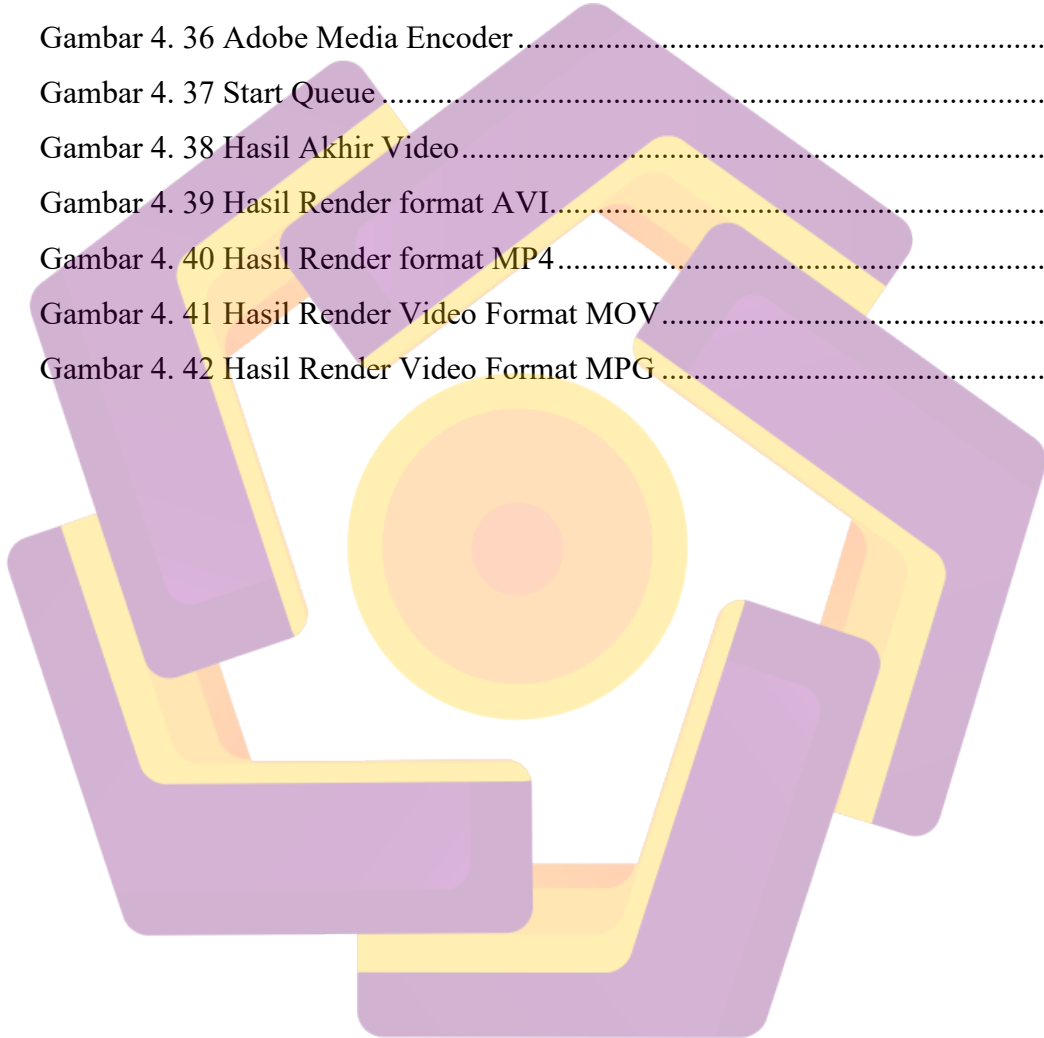 Gambar 4. 36 Adobe Media Encoder........................................................................
Gambar 4. 37 Start Queue.........................................................................................
Gambar 4. 38 Hasil Akhir Video...............................................................................
Gambar 4. 39 Hasil Render format AVI....................................................................
Gambar 4. 40 Hasil Render format MP4...................................................................
Gambar 4. 41 Hasil Render Video Format MOV......................................................
Gambar 4. 42 Hasil Render Video Format MPG......................................................